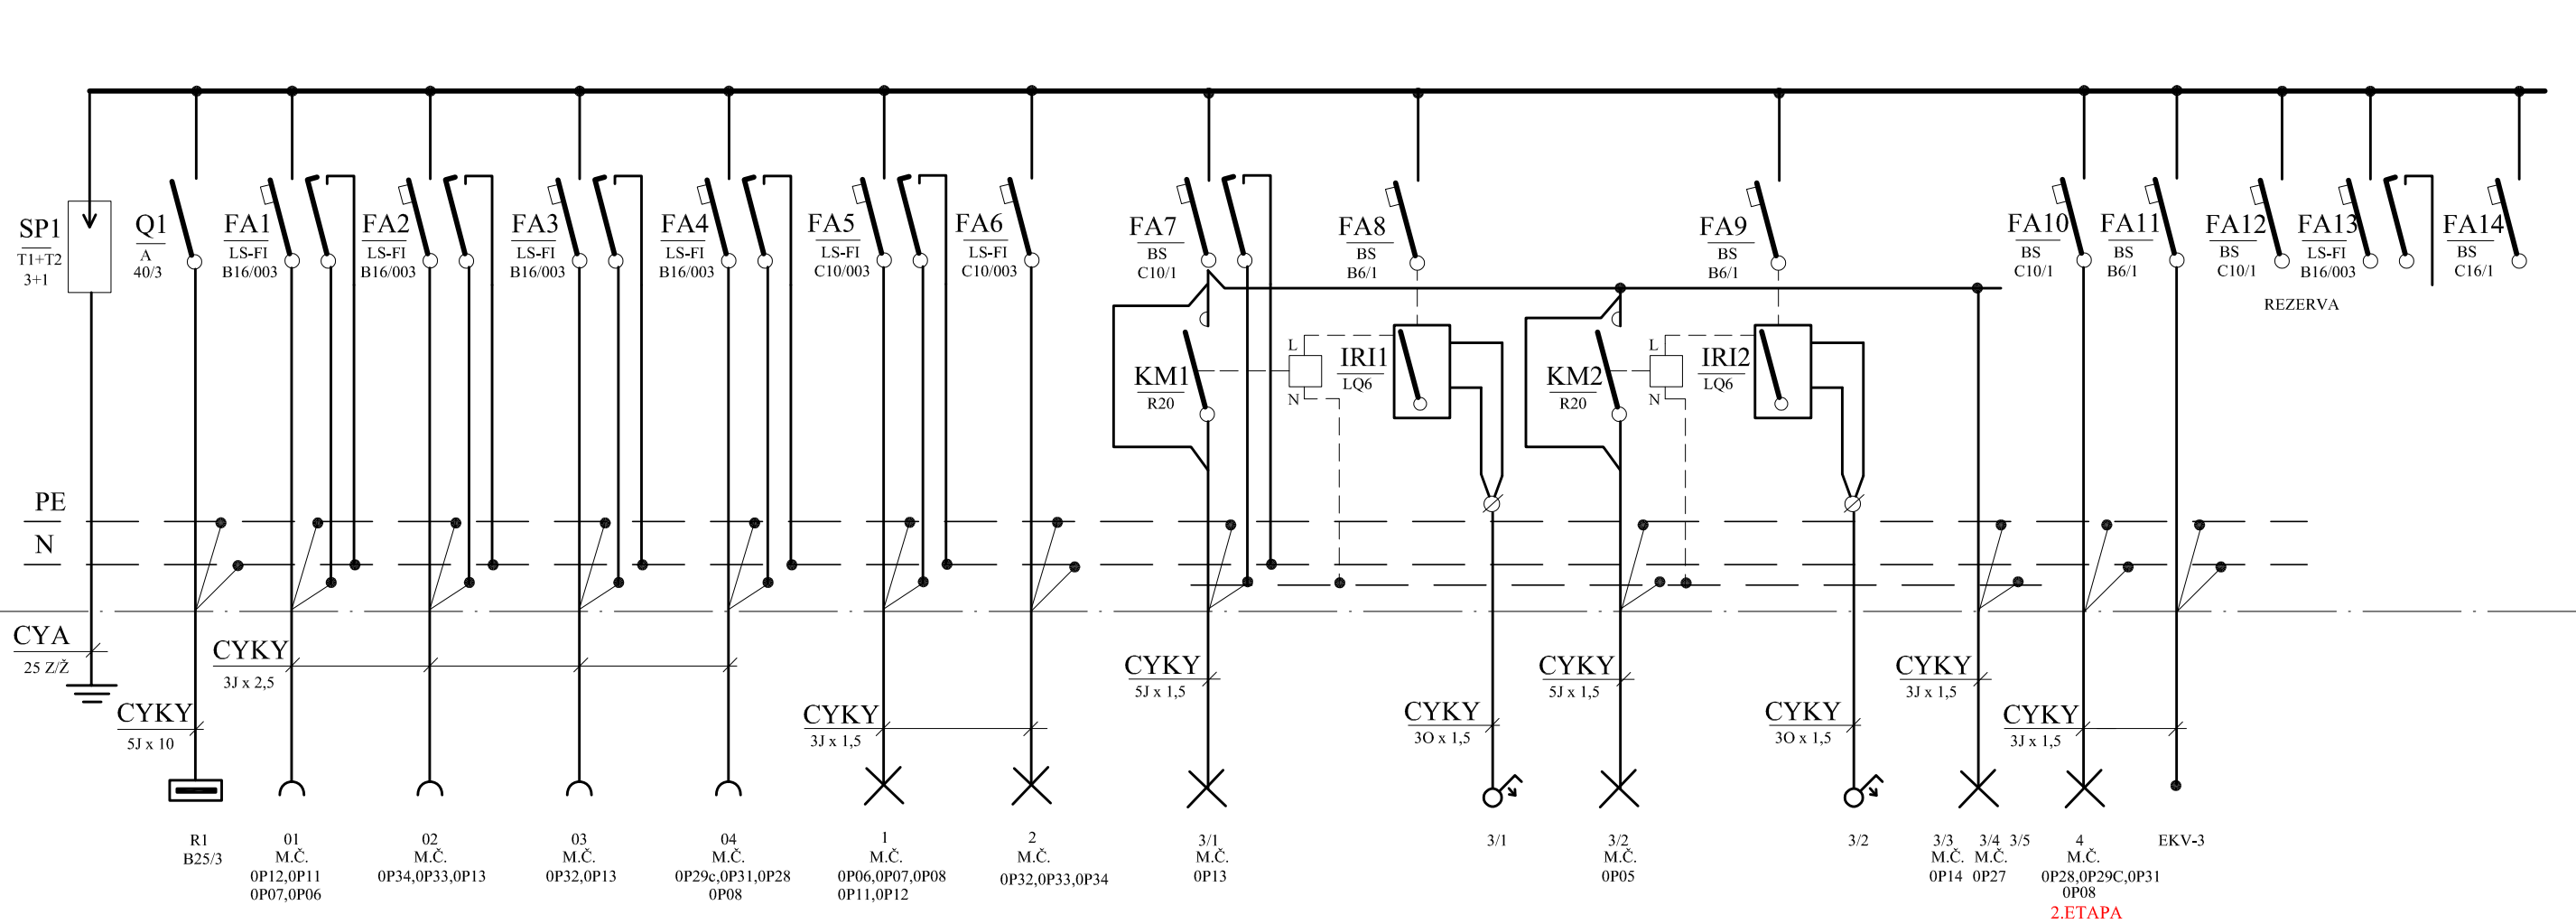 SP1
T1+T2
3+1
Q1
A
40/3
FA1
LS-FI
B16/003
FA2
LS-FI
B16/003
FA3
LS-FI
B16/003
FA4
LS-FI
B16/003
FA5
LS-FI
C10/003
FA6
LS-FI
C10/003
FA7
BS
C10/1
FA8
BS
B6/1
FA9
BS
B6/1
FA10
BS
C10/1
FA11
BS
B6/1
FA12
BS
C10/1
FA13
LS-FI
B16/003
FA14
BS
C16/1
REZERVA
KM1
R20
L
N
IRI1
LQ6
KM2
R20
L
N
IRI2
LQ6
PE
N
CYA
25 Z/Ž
CYKY
5J x 10
CYKY
3J x 2,5
CYKY
3J x 1,5
CYKY
5J x 1,5
CYKY
3O x 1,5
CYKY
5J x 1,5
CYKY
3O x 1,5
CYKY
3J x 1,5
CYKY
3J x 1,5
R1
B25/3
01
M.Č.
0P12,0P11
0P07,0P06
02
M.Č.
0P34,0P33,0P13
03
M.Č.
0P32,0P13
04
M.Č.
0P29c,0P31,0P28
0P08
1
M.Č.
0P06,0P07,0P08
0P11,0P12
2
M.Č.
0P32,0P33,0P34
3/1
M.Č.
0P13
3/1
3/2
M.Č.
0P05
3/2
3/3 3/4 3/5
M.Č. M.Č.
0P14 0P27
4
M.Č.
0P28,0P29C,0P31
0P08
2.ETAPA
EKV-3